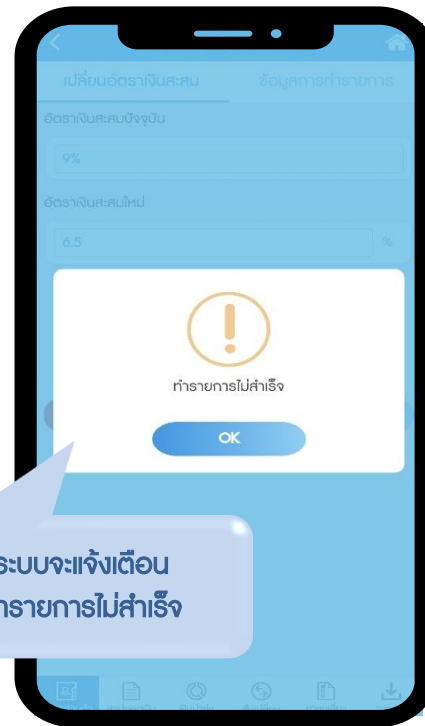 เปลี่ยนอัตราเงินสะสม
ข้อมูลการทำรายการ
อัตราเงินสะสมปัจจุบัน
9%
อัตราเงินสะสมใหม่
6.5 %
ทำรายการไม่สำเร็จ
OK
ระบบจะแจ้งเตือน
ทำรายการไม่สำเร็จ